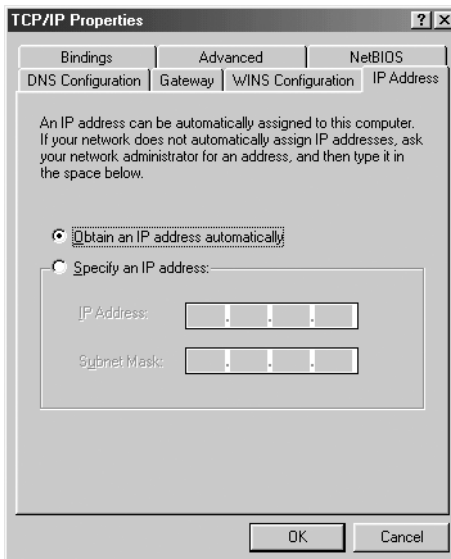 TCP/IP Properties
Bindings Advanced NetBIOS
DNS Configuration Gateway WINS Configuration IP Address
An IP address can be automatically assigned to this computer.
If your network does not automatically assign IP addresses, ask
your network administrator for an address, and then type it in
the space below.
Obtain an IP address automatically
Specify an IP address:
IP Address: . . .
Subnet Mask: . . .
OK Cancel